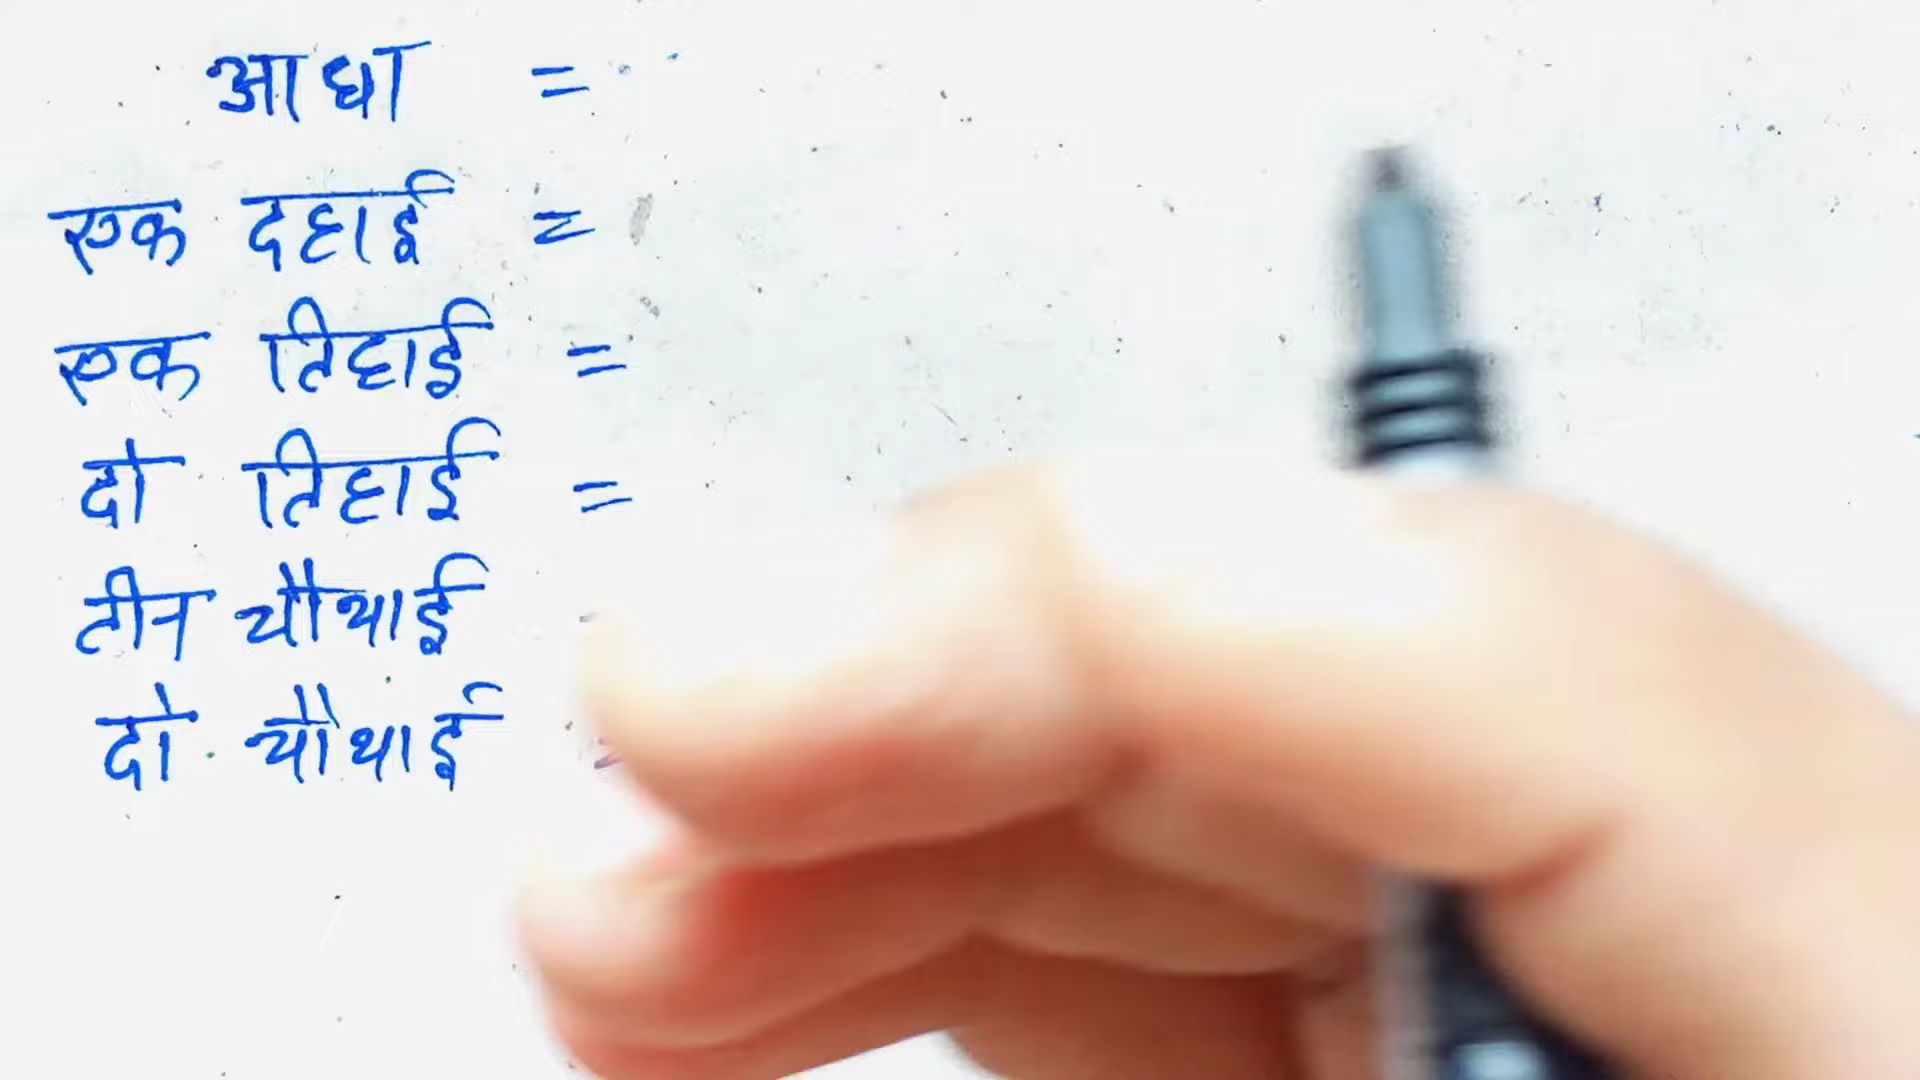 आधा =
एक दहाई =
एक तिहाई =
दो तिहाई =
तीन चौथाई
दो चौथाई =